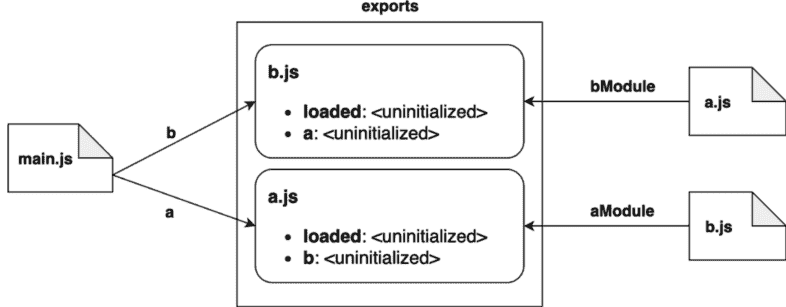 exports
b.js
• loaded: <uninitialized>
• a: <uninitialized>
bModule
a.js
b
main.js
a
a.js
• loaded: <uninitialized>
• b: <uninitialized>
aModule
b.js